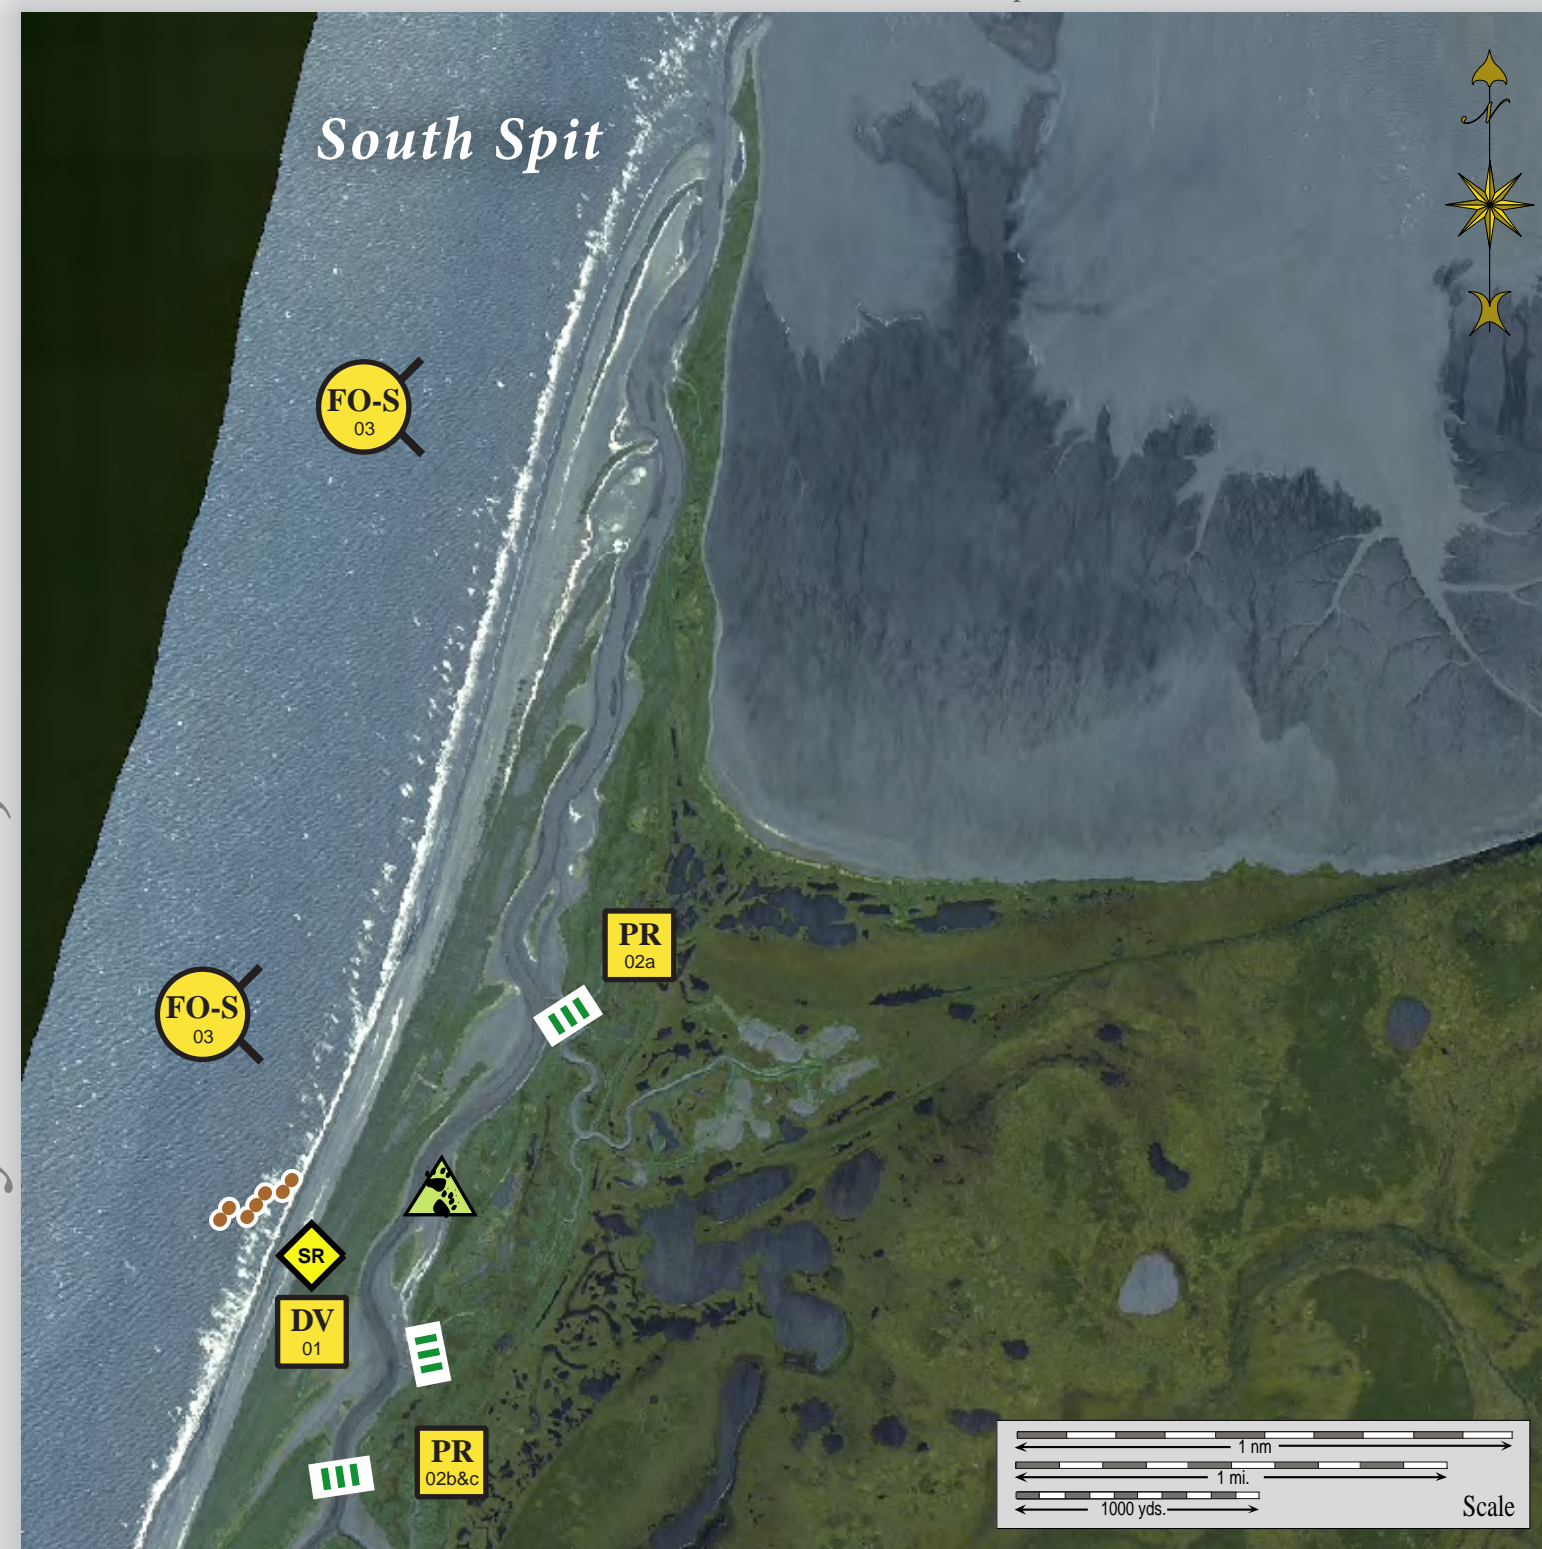 South Spit
N
FO-S
03
PR
02a
FO-S
03
SR
DV
01
PR
02b&c
1 nm
1 mi.
1000 yds.
Scale